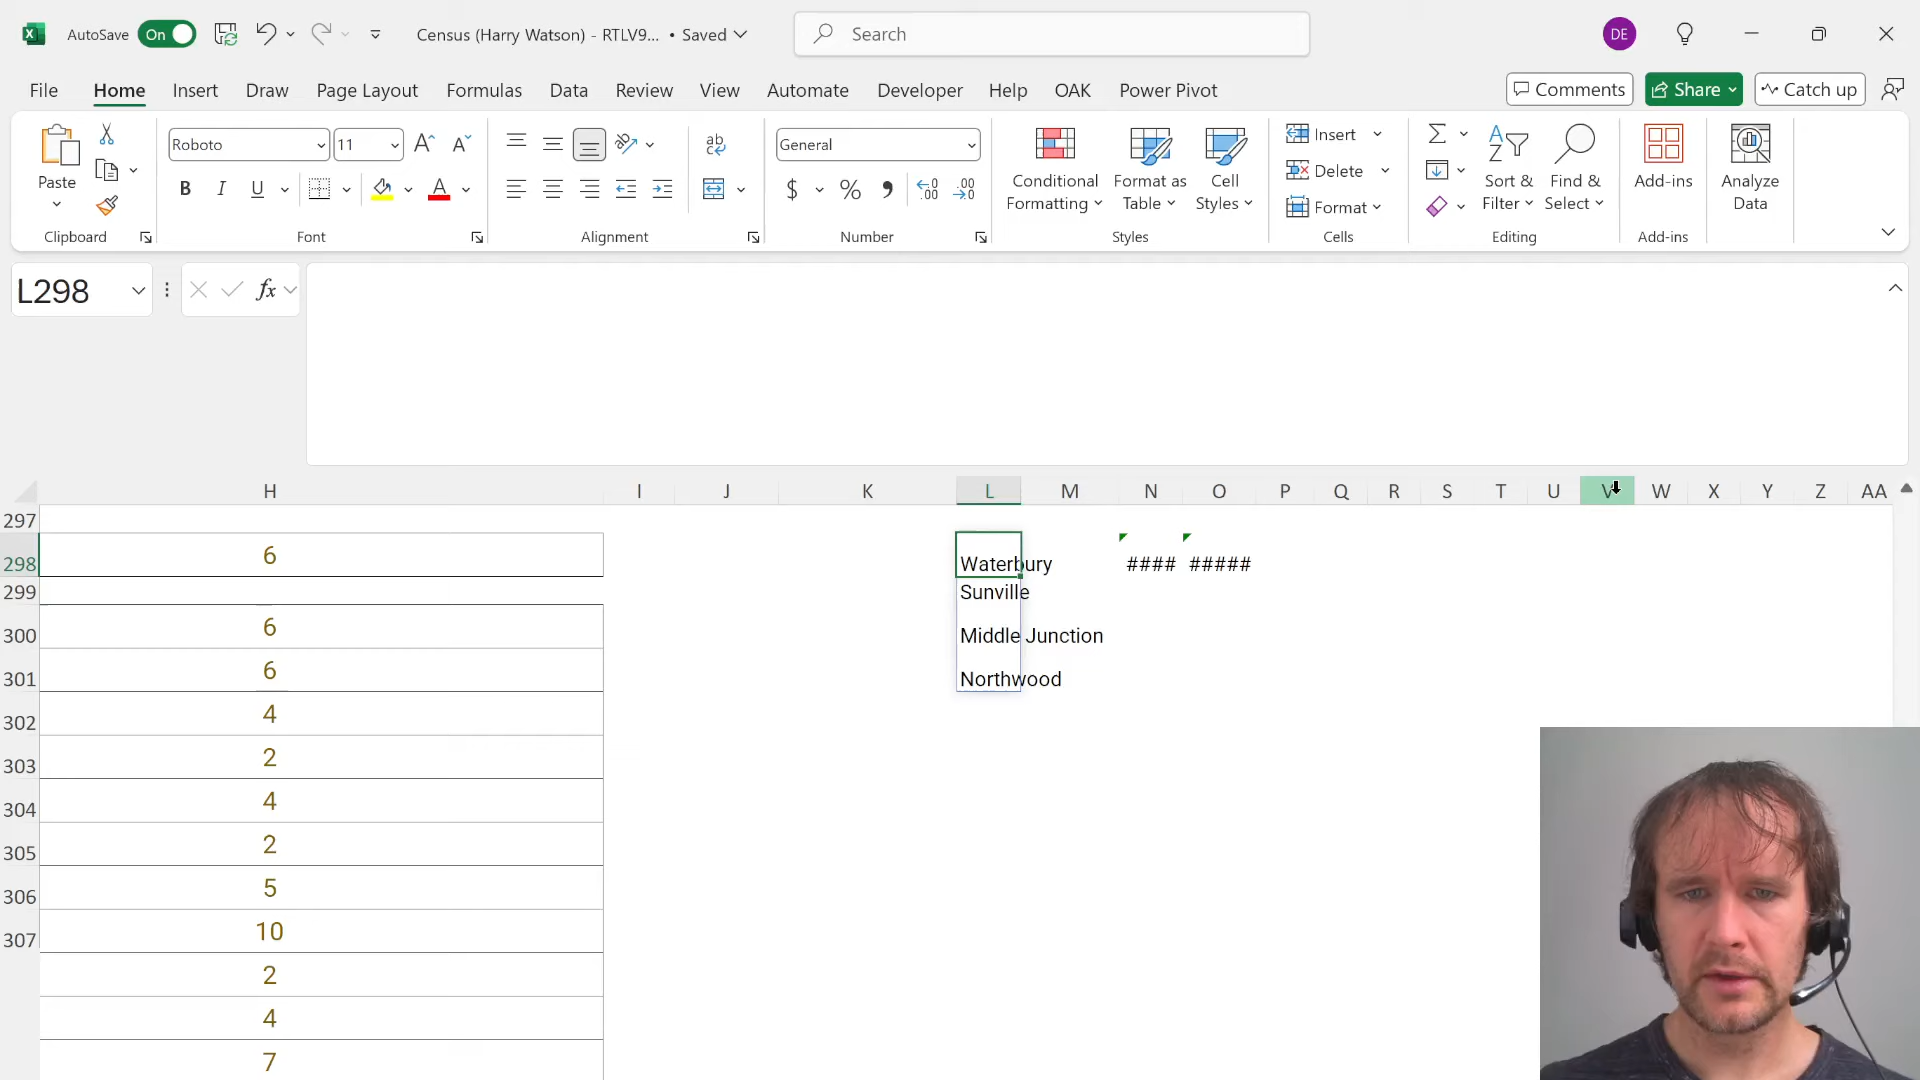 AutoSave On Census (Harry Watson) - RTLV9... • Saved Search DE
File Home Insert Draw Page Layout Formulas Data Review View Automate Developer Help OAK Power Pivot Comments Share Catch up
Roboto 11 General
Paste
B I U
$ % 9
Conditional Formatting
Format as Table
Cell Styles
Insert
Delete
Format
Sort & Filter
Find & Select
Add-ins
Analyze Data
Clipboard Font Alignment Number Styles Cells Editing Add-ins
L298 fx
H I J K L M N O P Q R S T U V W X Y Z AA
297
298 6 Waterbury #### #####
299 Sunville
300 6 Middle Junction
301 6 Northwood
302 4
303 2
304 4
305 2
306 5
307 10
2
4
7